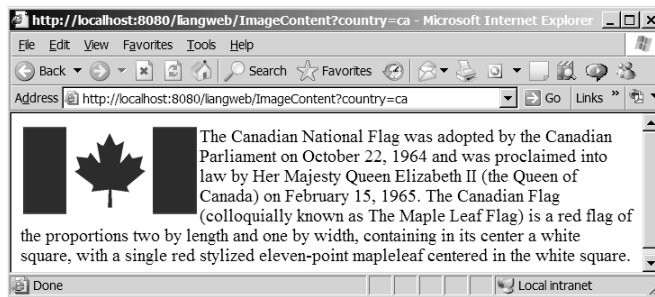 http://localhost:8080/liangweb/ImageContent?country=ca - Microsoft Internet Explorer
File Edit View Favorites Tools Help
Back Search Favorites
Address http://localhost:8080/liangweb/ImageContent?country=ca Go Links »
The Canadian National Flag was adopted by the Canadian
Parliament on October 22, 1964 and was proclaimed into
law by Her Majesty Queen Elizabeth II (the Queen of
Canada) on February 15, 1965. The Canadian Flag
(colloquially known as The Maple Leaf Flag) is a red flag of
the proportions two by length and one by width, containing in its center a white
square, with a single red stylized eleven-point mapleleaf centered in the white square.
Done Local intranet